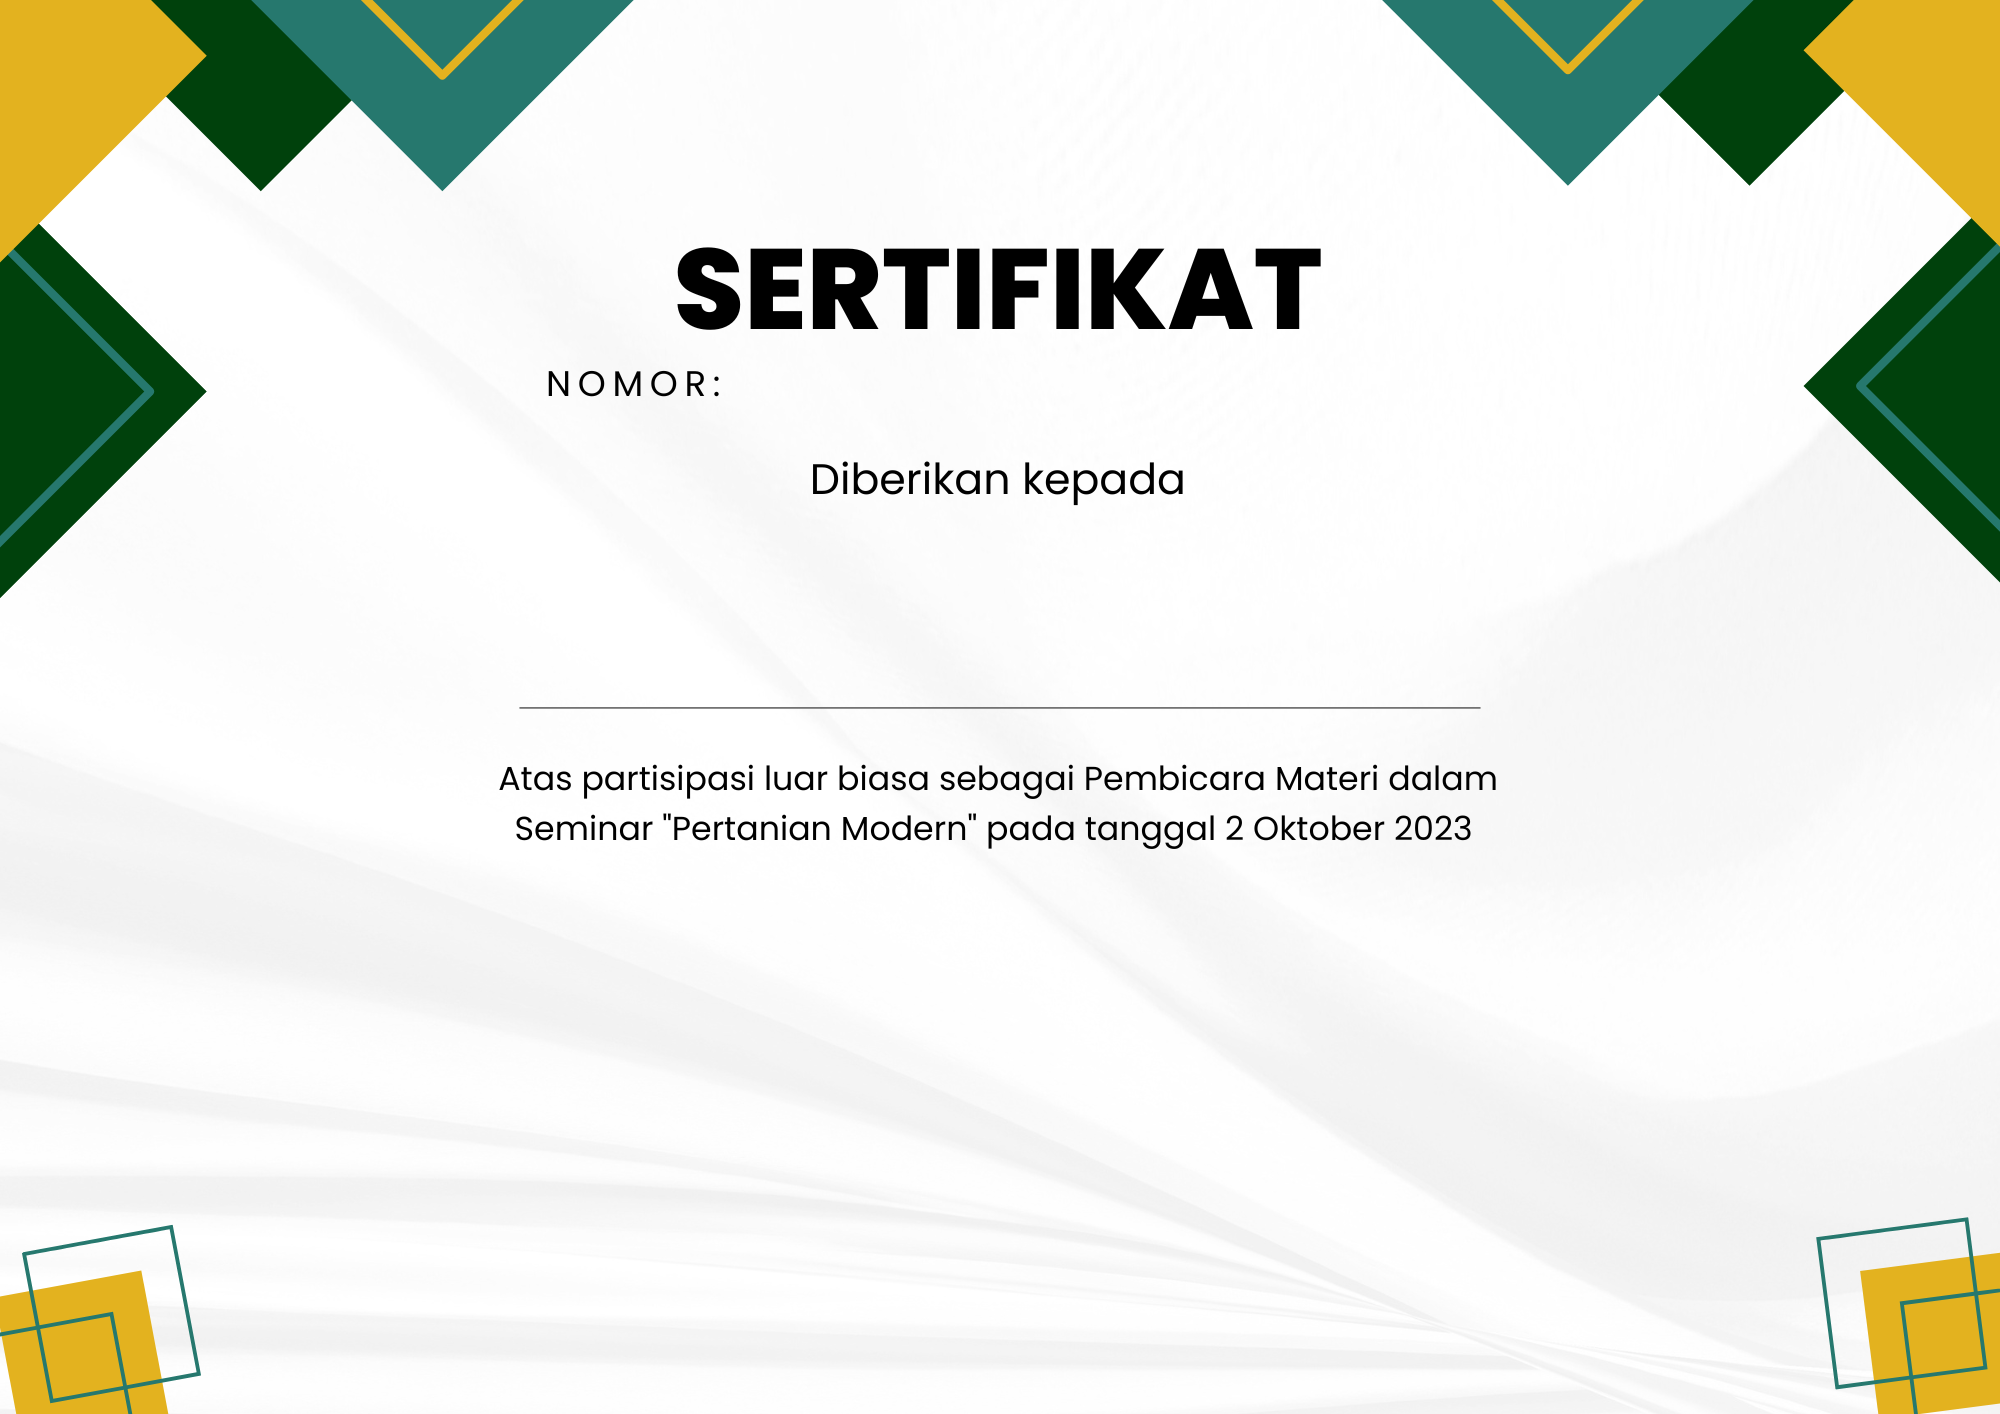 SERTIFIKAT
NOMOR:
Diberikan kepada
Atas partisipasi luar biasa sebagai Pembicara Materi dalam
Seminar "Pertanian Modern" pada tanggal 2 Oktober 2023